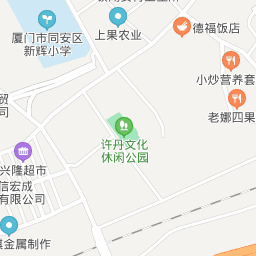 厦门市同安区
新辉小学
上果农业
德福饭店
小炒营养套
老娜四果
贸
司
许丹文化
休闲公园
兴隆超市
信宏成
有限公司
金属制作